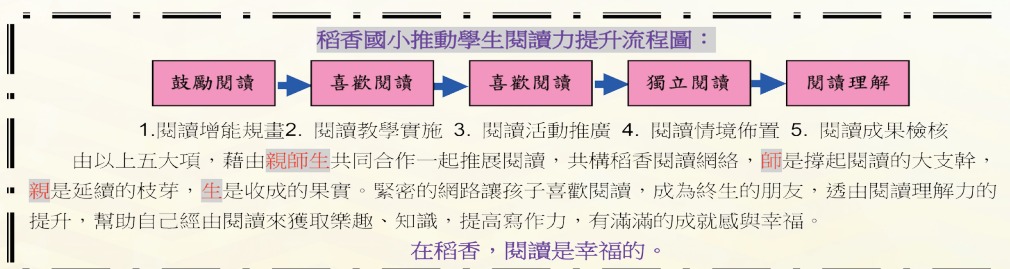 稻香國小推動學生閱讀力提升流程圖：
鼓勵閱讀 喜歡閱讀 喜歡閱讀 獨立閱讀 閱讀理解
1.閱讀增能規畫2. 閱讀教學實施 3. 閱讀活動推廣 4. 閱讀情境佈置 5. 閱讀成果檢核
由以上五大項，藉由親師生共同合作一起推展閱讀，共構稻香閱讀網絡，師是撐起閱讀的大支幹，
親是延續的枝芽，生是收成的果實。緊密的網路讓孩子喜歡閱讀，成為終生的朋友，透由閱讀理解力的
提升，幫助自己經由閱讀來獲取樂趣、知識，提高寫作力，有滿滿的成就感與幸福。
在稻香，閱讀是幸福的。